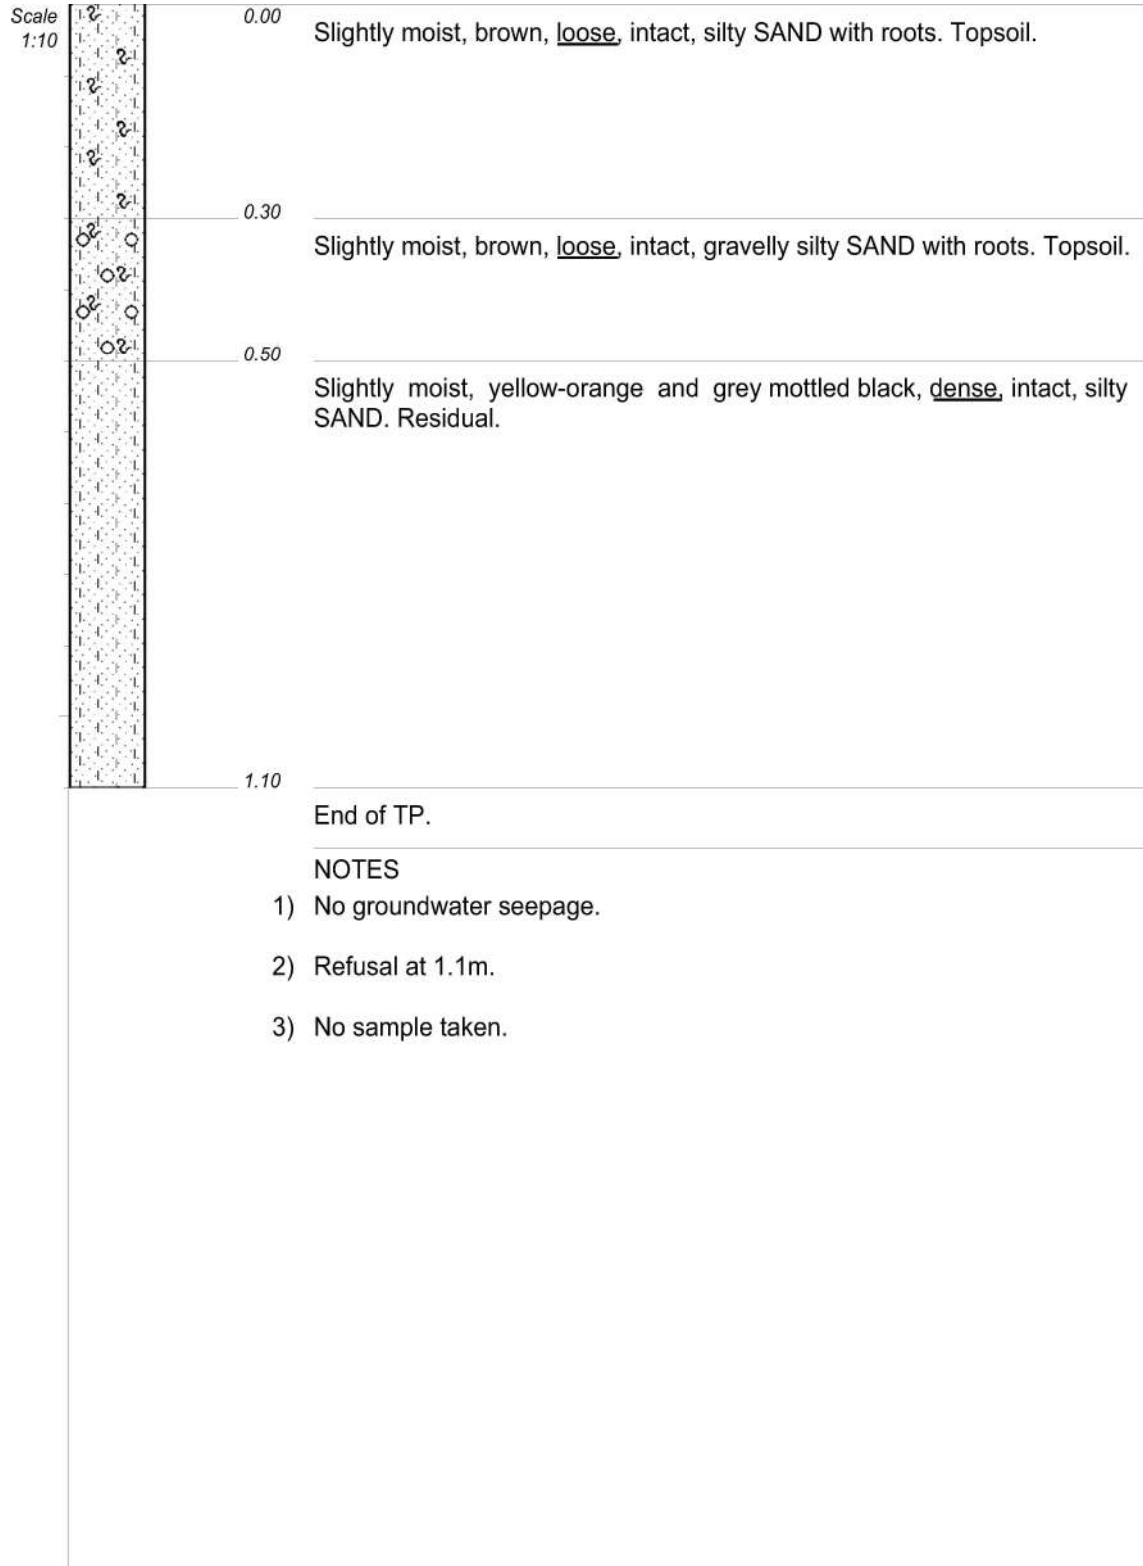 Scale
1:10
0.00
Slightly moist, brown, loose, intact, silty SAND with roots. Topsoil.
0.30
Slightly moist, brown, loose, intact, gravelly silty SAND with roots. Topsoil.
0.50
Slightly moist, yellow-orange and grey mottled black, dense, intact, silty
SAND. Residual.
1.10
End of TP.
NOTES
1) No groundwater seepage.
2) Refusal at 1.1m.
3) No sample taken.